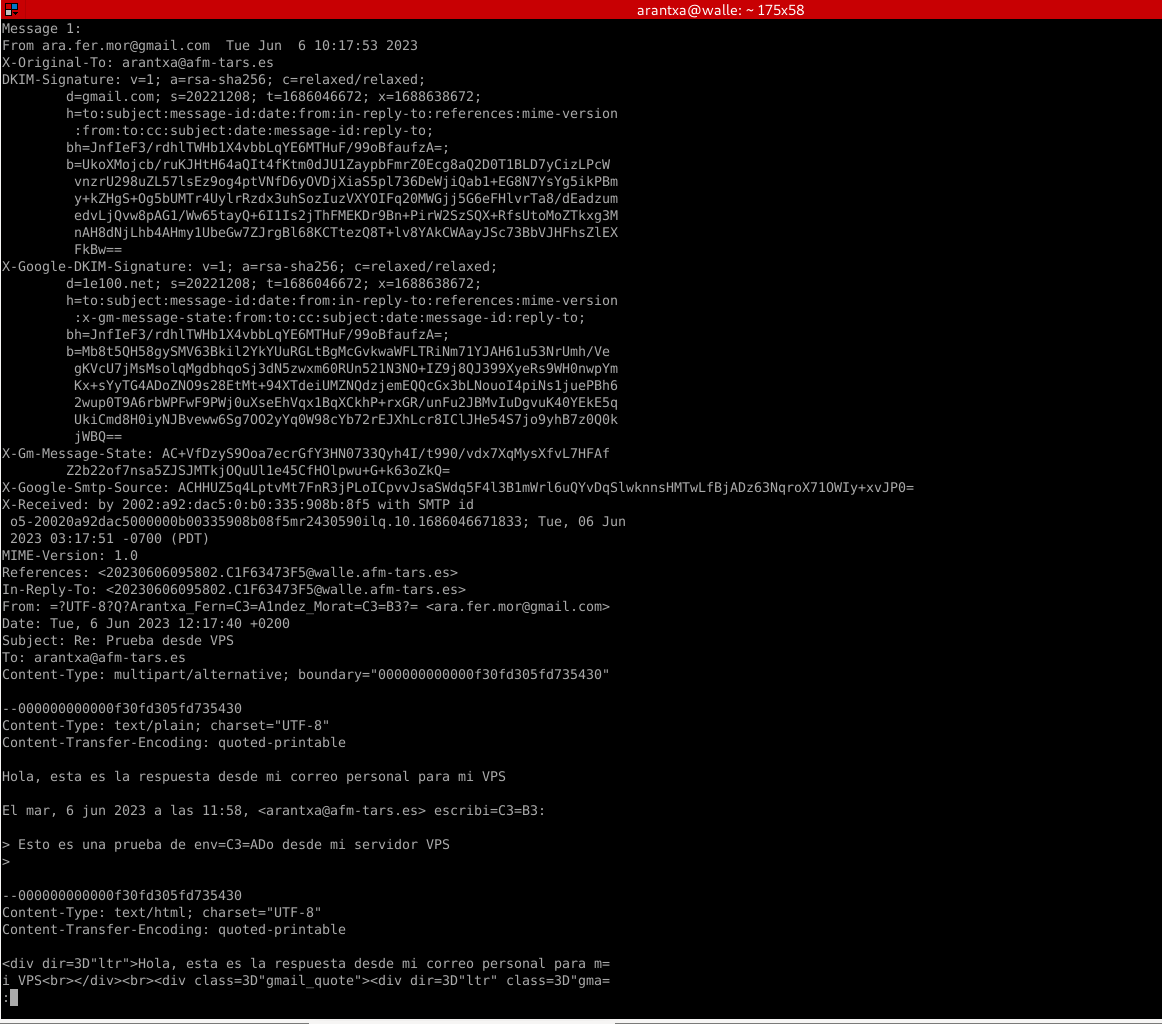 arantxa@walle: ~ 175x58
Message 1:
From ara.fer.mor@gmail.com  Tue Jun  6 10:17:53 2023
X-Original-To: arantxa@afm-tars.es
DKIM-Signature: v=1; a=rsa-sha256; c=relaxed/relaxed;
        d=gmail.com; s=20221208; t=1686046672; x=1688638672;
        h=to:subject:message-id:date:from:in-reply-to:references:mime-version
         :from:to:cc:subject:date:message-id:reply-to;
        bh=JnfIeF3/rdhlTWHb1X4vbbLqYE6MTHuF/99oBfaufzA=;
        b=UkoXMojcb/ruKJHtH64aQIt4fKtm0dJU1ZaypbFmrZ0Ecg8aQ2D0T1BLD7yCizLPcW
         vnzrU298uZL57lsEz9og4ptVNfD6yOVDjXiaS5pl736DeWjiQab1+EG8N7YsYg5ikPBm
         y+kZHgS+Og5bUMTr4UylrRzdx3uhSozIuzVXYOIFq20MWGjj5G6eFHlvrTa8/dEadzum
         edvLjQvw8pAG1/Ww65tayQ+6I1Is2jThFMEKDr9Bn+PirW2SzSQX+RfsUtoMoZTkxg3M
         nAH8dNjLhb4AHmy1UbeGw7ZJrgBl68KCTtezQ8T+lv8YAkCWAayJSc73BbVJHFhsZlEX
         FkBw==
X-Google-DKIM-Signature: v=1; a=rsa-sha256; c=relaxed/relaxed;
        d=1e100.net; s=20221208; t=1686046672; x=1688638672;
        h=to:subject:message-id:date:from:in-reply-to:references:mime-version
         :x-gm-message-state:from:to:cc:subject:date:message-id:reply-to;
        bh=JnfIeF3/rdhlTWHb1X4vbbLqYE6MTHuF/99oBfaufzA=;
        b=Mb8t5QH58gySMV63Bkil2YkYUuRGLtBgMcGvkwaWFLTRiNm71YJAH61u53NrUmh/Ve
         gKVcU7jMsMsolqMgdbhqoSj3dN5zwxm60RUn521N3NO+IZ9j8QJ399XyeRs9WH0nwpYm
         Kx+sYyTG4ADoZNO9s28EtMt+94XTdeiUMZNQdzjemEQQcGx3bLNouoI4piNs1juePBh6
         2wup0T9A6rbWPFwF9PWj0uXseEhVqx1BqXCkhP+rxGR/unFu2JBMvIuDgvuK40YEkE5q
         UkiCmd8H0iyNJBveww6Sg7OO2yYq0W98cYb72rEJXhLcr8IClJHe54S7jo9yhB7z0Q0k
         jWBQ==
X-Gm-Message-State: AC+VfDzyS9Ooa7ecrGfY3HN0733Qyh4I/t990/vdx7XqMysXfvL7HFAf
        Z2b22of7nsa5ZJSJMTkjOQuUl1e45CfHOlpwu+G+k63oZkQ=
X-Google-Smtp-Source: ACHHUZ5q4LptvMt7FnR3jPLoICpvvJsaSWdq5F4l3B1mWrl6uQYvDqSlwknnsHMTwLfBjADz63NqroX71OWIy+xvJP0=
X-Received: by 2002:a92:dac5:0:b0:335:908b:8f5 with SMTP id
 o5-20020a92dac5000000b00335908b08f5mr2430590ilq.10.1686046671833; Tue, 06 Jun
 2023 03:17:51 -0700 (PDT)
MIME-Version: 1.0
References: <20230606095802.C1F63473F5@walle.afm-tars.es>
In-Reply-To: <20230606095802.C1F63473F5@walle.afm-tars.es>
From: =?UTF-8?Q?Arantxa_Fern=C3=A1ndez_Morat=C3=B3?= <ara.fer.mor@gmail.com>
Date: Tue, 6 Jun 2023 12:17:40 +0200
Subject: Re: Prueba desde VPS
To: arantxa@afm-tars.es
Content-Type: multipart/alternative; boundary="000000000000f30fd305fd735430"

--000000000000f30fd305fd735430
Content-Type: text/plain; charset="UTF-8"
Content-Transfer-Encoding: quoted-printable

Hola, esta es la respuesta desde mi correo personal para mi VPS

El mar, 6 jun 2023 a las 11:58, <arantxa@afm-tars.es> escribi=C3=B3:

> Esto es una prueba de env=C3=ADo desde mi servidor VPS
>

--000000000000f30fd305fd735430
Content-Type: text/html; charset="UTF-8"
Content-Transfer-Encoding: quoted-printable

<div dir=3D"ltr">Hola, esta es la respuesta desde mi correo personal para m=
i VPS<br></div><br><div class=3D"gmail_quote"><div dir=3D"ltr" class=3D"gma=
: